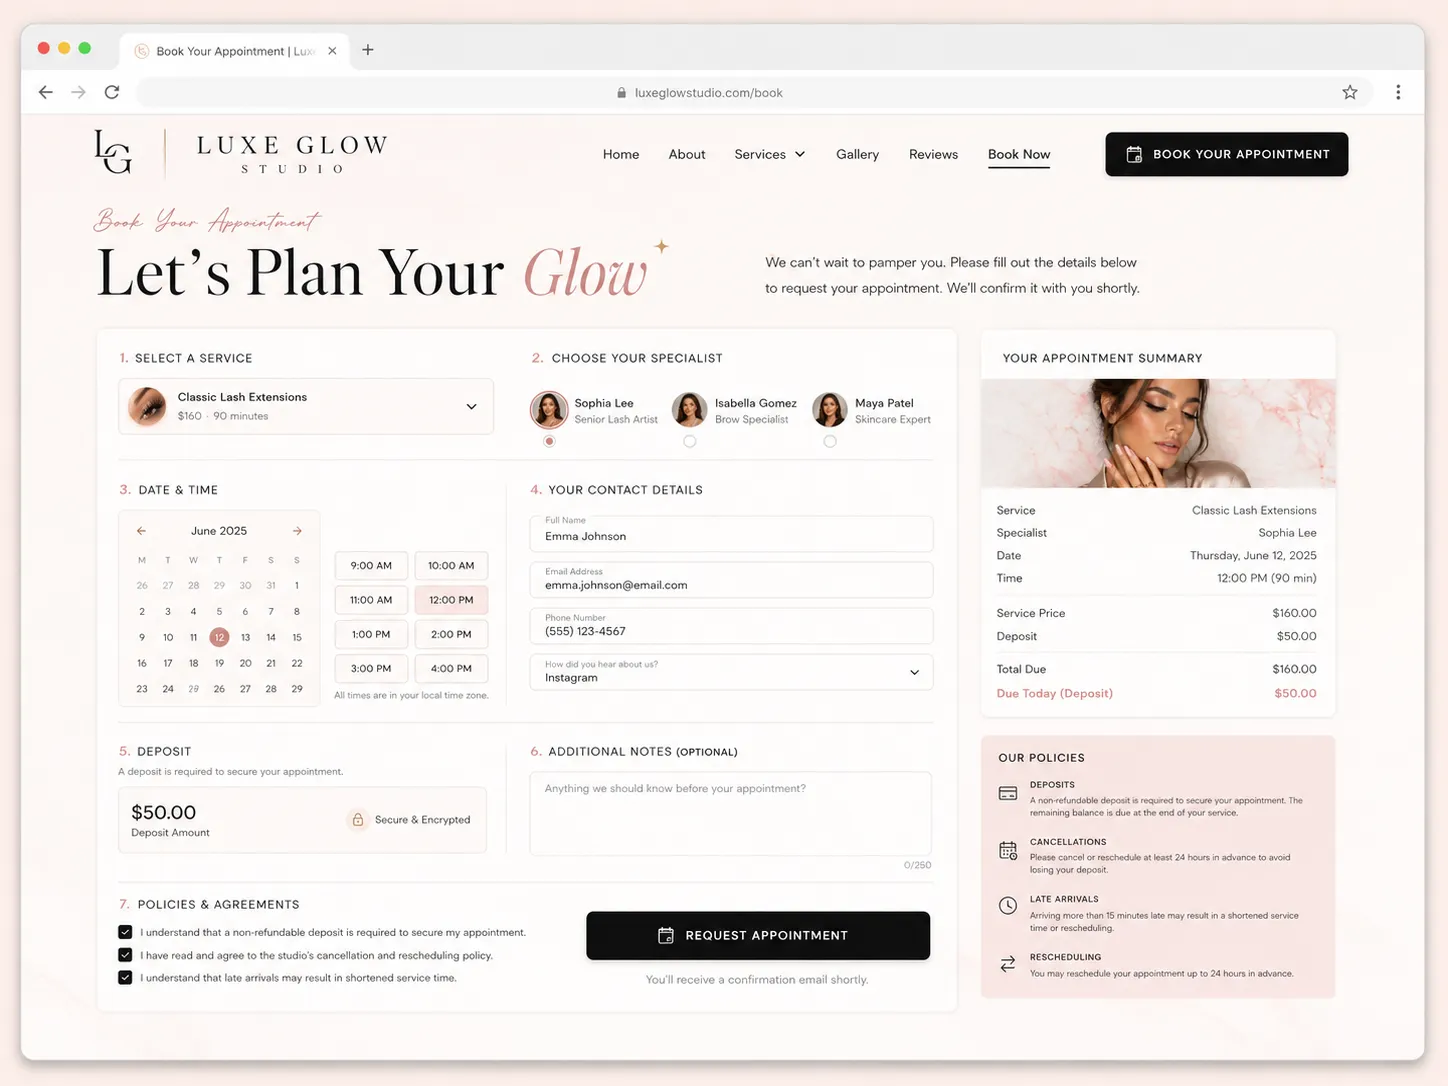 Book Your Appointment | Lux
luxeglowstudio.com/book
LG
LUXE GLOW
STUDIO
Home
About
Services
Gallery
Reviews
Book Now
BOOK YOUR APPOINTMENT
Book Your Appointment
Let's Plan Your Glow
We can't wait to pamper you. Please fill out the details below
to request your appointment. We'll confirm it with you shortly.
1. SELECT A SERVICE
Classic Lash Extensions
$160 · 90 minutes
2. CHOOSE YOUR SPECIALIST
Sophia Lee
Senior Lash Artist
Isabella Gomez
Brow Specialist
Maya Patel
Skincare Expert
3. DATE & TIME
June 2025
M T W T F S S
26 27 28 29 30 31 1
2 3 4 5 6 7 8
9 10 11 12 13 14 15
16 17 18 19 20 21 22
23 24 26 27 28 29
9:00 AM
10:00 AM
11:00 AM
12:00 PM
1:00 PM
2:00 PM
3:00 PM
4:00 PM
All times are in your local time zone.
4. YOUR CONTACT DETAILS
Full Name
Emma Johnson
Email Address
emma.johnson@email.com
Phone Number
(555) 123-4567
How did you hear about us?
Instagram
5. DEPOSIT
A deposit is required to secure your appointment.
$50.00
Deposit Amount
Secure & Encrypted
6. ADDITIONAL NOTES (OPTIONAL)
Anything we should know before your appointment?
0/250
7. POLICIES & AGREEMENTS
I understand that a non-refundable deposit is required to secure my appointment.
I have read and agree to the studio's cancellation and rescheduling policy.
I understand that late arrivals may result in shortened service time.
REQUEST APPOINTMENT
You'll receive a confirmation email shortly.
YOUR APPOINTMENT SUMMARY
Service Classic Lash Extensions
Specialist Sophia Lee
Date Thursday, June 12, 2025
Time 12:00 PM (90 min)
Service Price $160.00
Deposit $50.00
Total Due $160.00
Due Today (Deposit) $50.00
OUR POLICIES
DEPOSITS
A non-refundable deposit is required to secure your appointment. The
remaining balance is due at the end of your service.
CANCELLATIONS
Please cancel or reschedule at least 24 hours in advance to avoid
losing your deposit.
LATE ARRIVALS
Arriving more than 15 minutes late may result in a shortened service
time or rescheduling.
RESCHEDULING
You may reschedule your appointment up to 24 hours in advance.